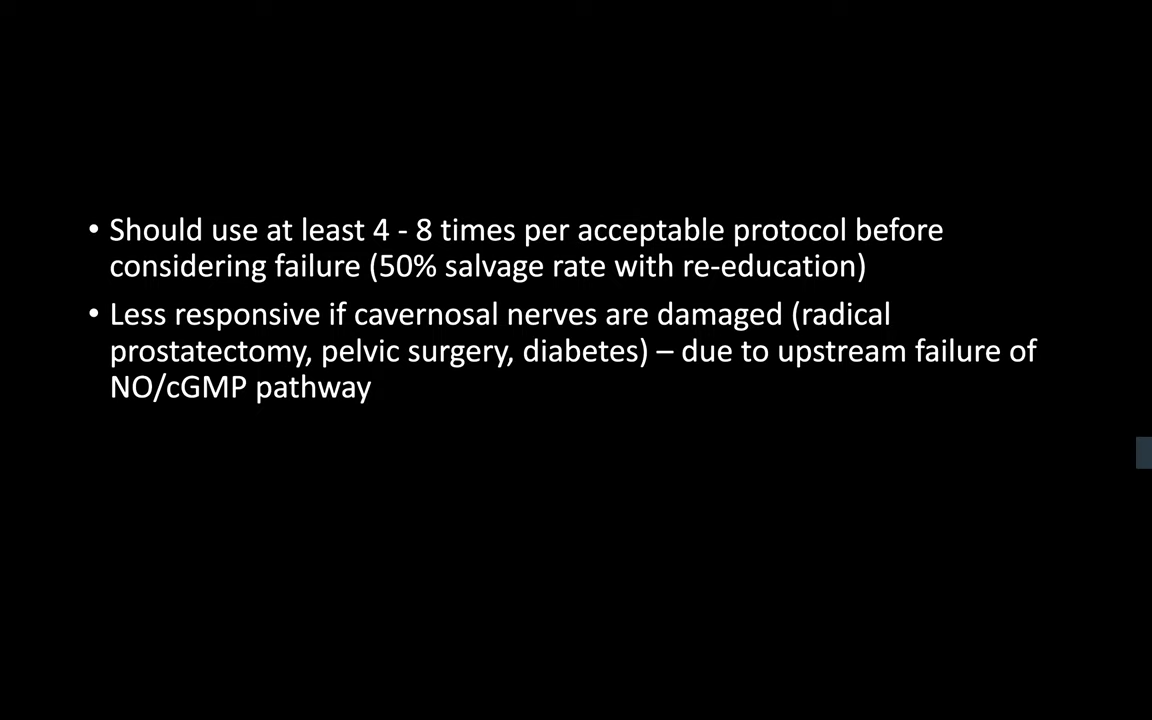 • Should use at least 4 - 8 times per acceptable protocol before
considering failure (50% salvage rate with re-education)
• Less responsive if cavernosal nerves are damaged (radical
prostatectomy, pelvic surgery, diabetes) – due to upstream failure of
NO/cGMP pathway